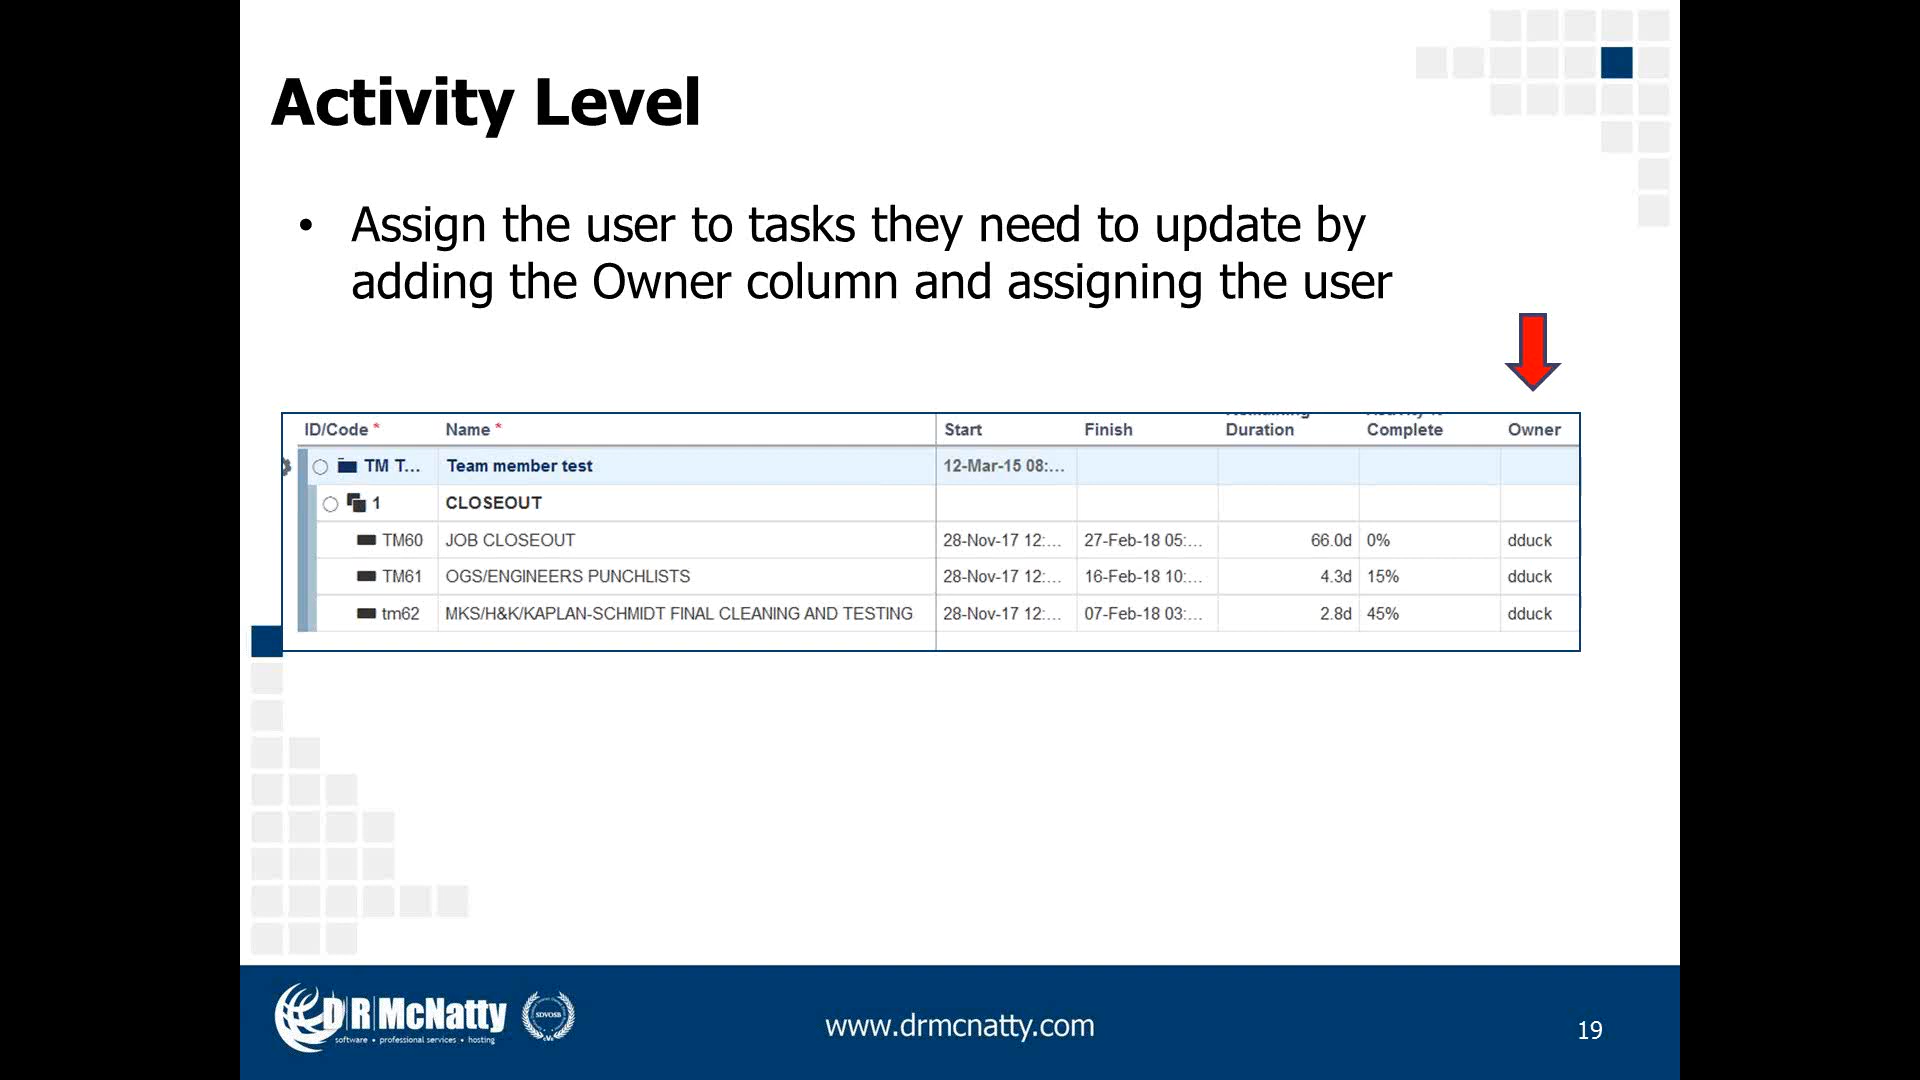 Activity Level
• Assign the user to tasks they need to update by
adding the Owner column and assigning the user
ID/Code * Name * Start Finish Duration Complete Owner
TM T... Team member test 12-Mar-15 08:...
1 CLOSEOUT
TM60 JOB CLOSEOUT 28-Nov-17 12:... 27-Feb-18 05:... 66.0d 0% dduck
TM61 OGS/ENGINEERS PUNCHLISTS 28-Nov-17 12:... 16-Feb-18 10:... 4.3d 15% dduck
tm62 MKS/H&K/KAPLAN-SCHMIDT FINAL CLEANING AND TESTING 28-Nov-17 12:... 07-Feb-18 03:... 2.8d 45% dduck
D|R|McNatty
software • professional services • hosting
SDVOSB
www.drmcnatty.com
19